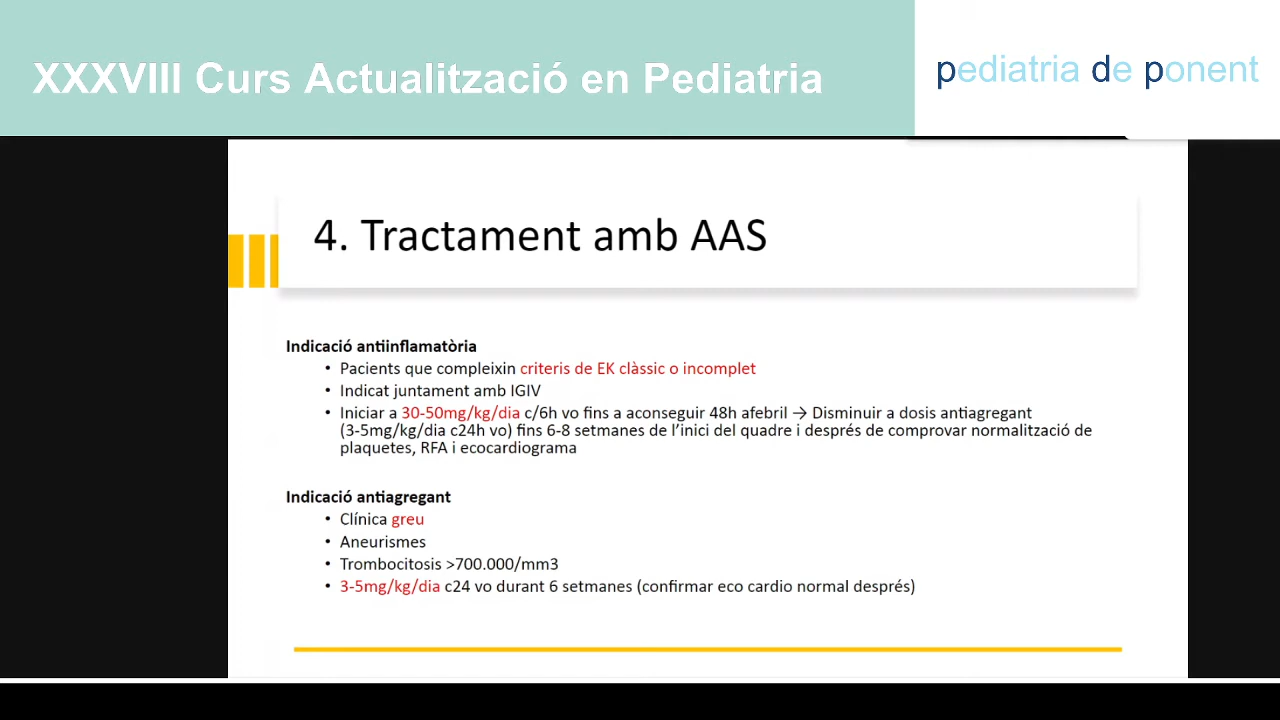 XXXVIII Curs Actualització en Pediatria
pediatria de ponent
4. Tractament amb AAS
Indicació antiinflamatòria
• Pacients que compleixin criteris de EK clàssic o incomplet
• Indicat juntament amb IGIV
• Iniciar a 30-50mg/kg/dia c/6h vo fins a aconseguir 48h afebril → Disminuir a dosis antiagregant
(3-5mg/kg/dia c24h vo) fins 6-8 setmanes de l'inici del quadre i després de comprovar normalització de
plaquetes, RFA i ecocardiograma
Indicació antiagregant
• Clínica greu
• Aneurismes
• Trombocitosis >700.000/mm3
• 3-5mg/kg/dia c24 vo durant 6 setmanes (confirmar eco cardio normal després)